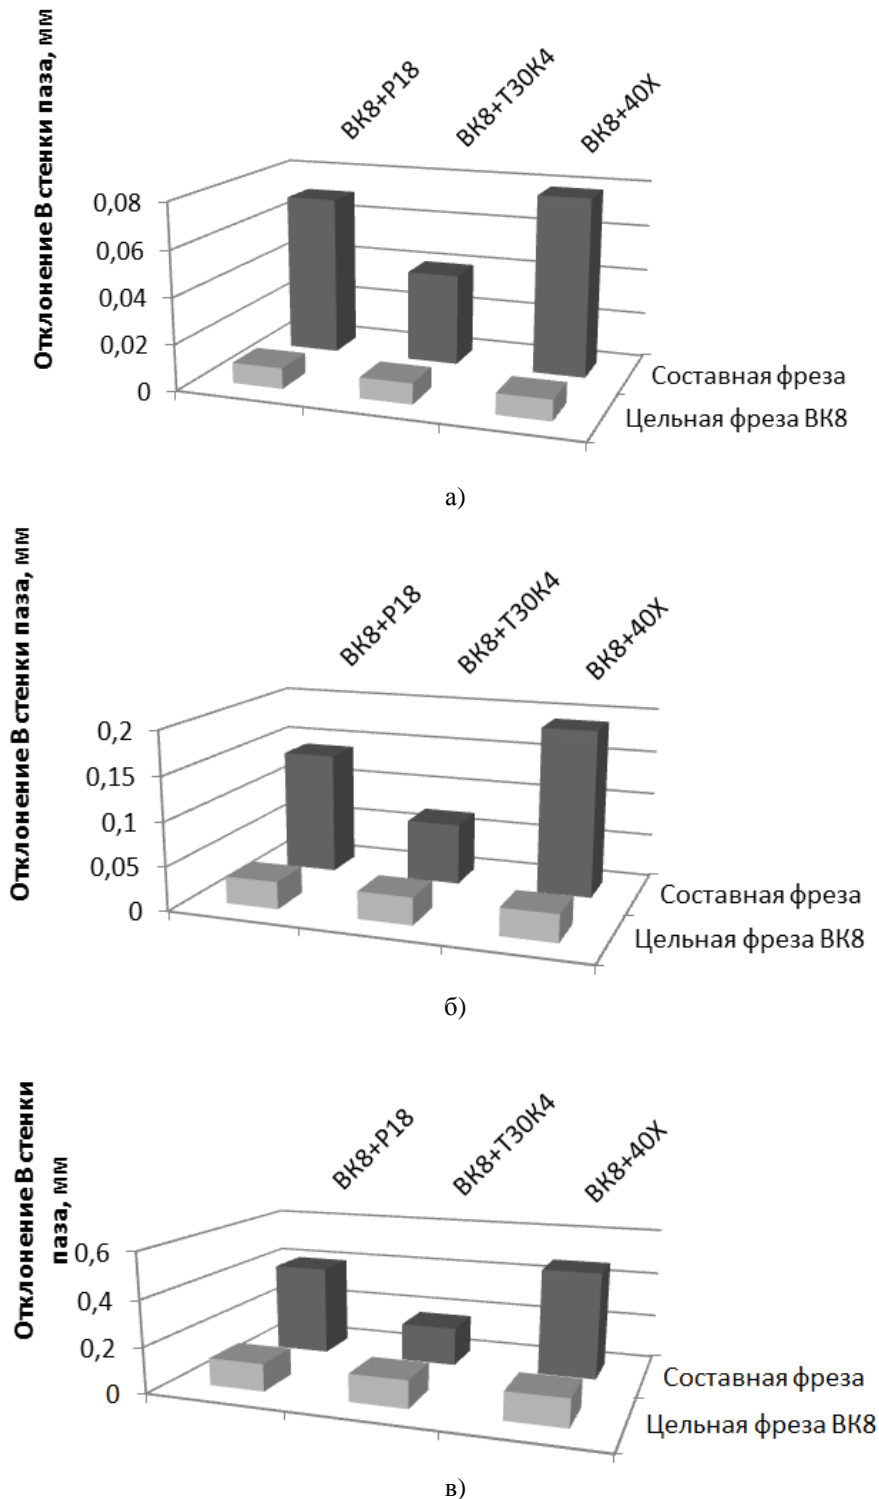 Отклонение В стенки паза, мм
ВК8+Р18
ВК8+Т30К4
ВК8+40Х
0,08
0,06
0,04
0,02
0
Составная фреза
Цельная фреза ВК8
а)
Отклонение В стенки паза, мм
ВК8+Р18
ВК8+Т30К4
ВК8+40Х
0,2
0,15
0,1
0,05
0
Составная фреза
Цельная фреза ВК8
б)
Отклонение В стенки
паза, мм
ВК8+Р18
ВК8+Т30К4
ВК8+40Х
0,6
0,4
0,2
0
Составная фреза
Цельная фреза ВК8
в)